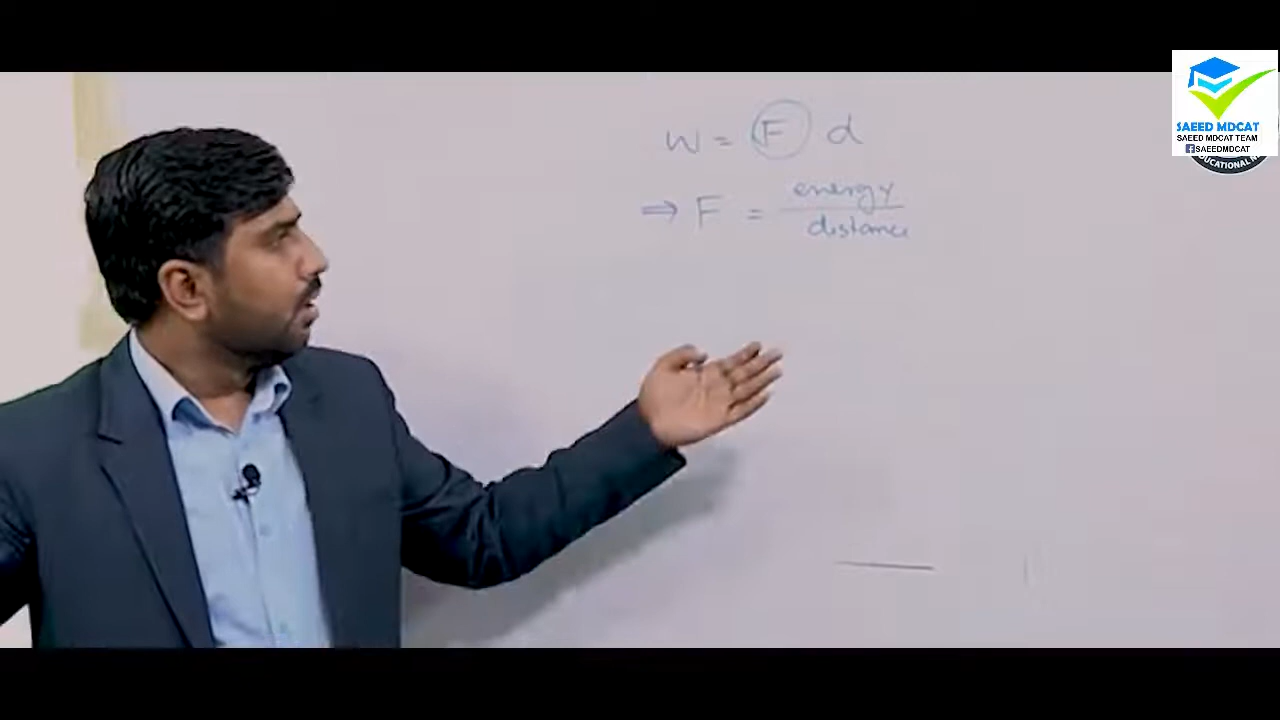 W = F d
⇒ F = energy
distance
SAEED MDCAT
SAEED MDCAT TEAM
SAEEDMDCAT